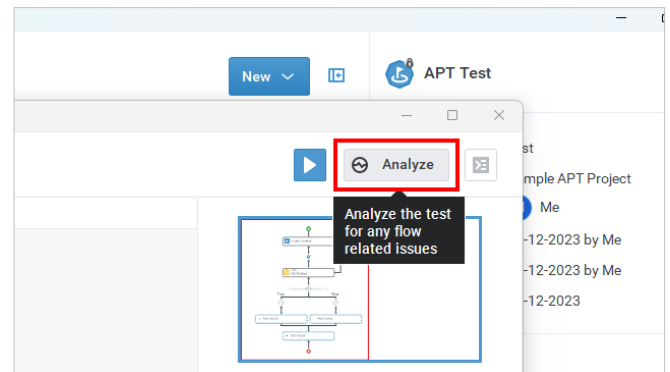 New
APT Test
Analyze
st
mple APT Project
Me
Analyze the test
for any flow
related issues
-12-2023 by Me
-12-2023 by Me
-12-2023